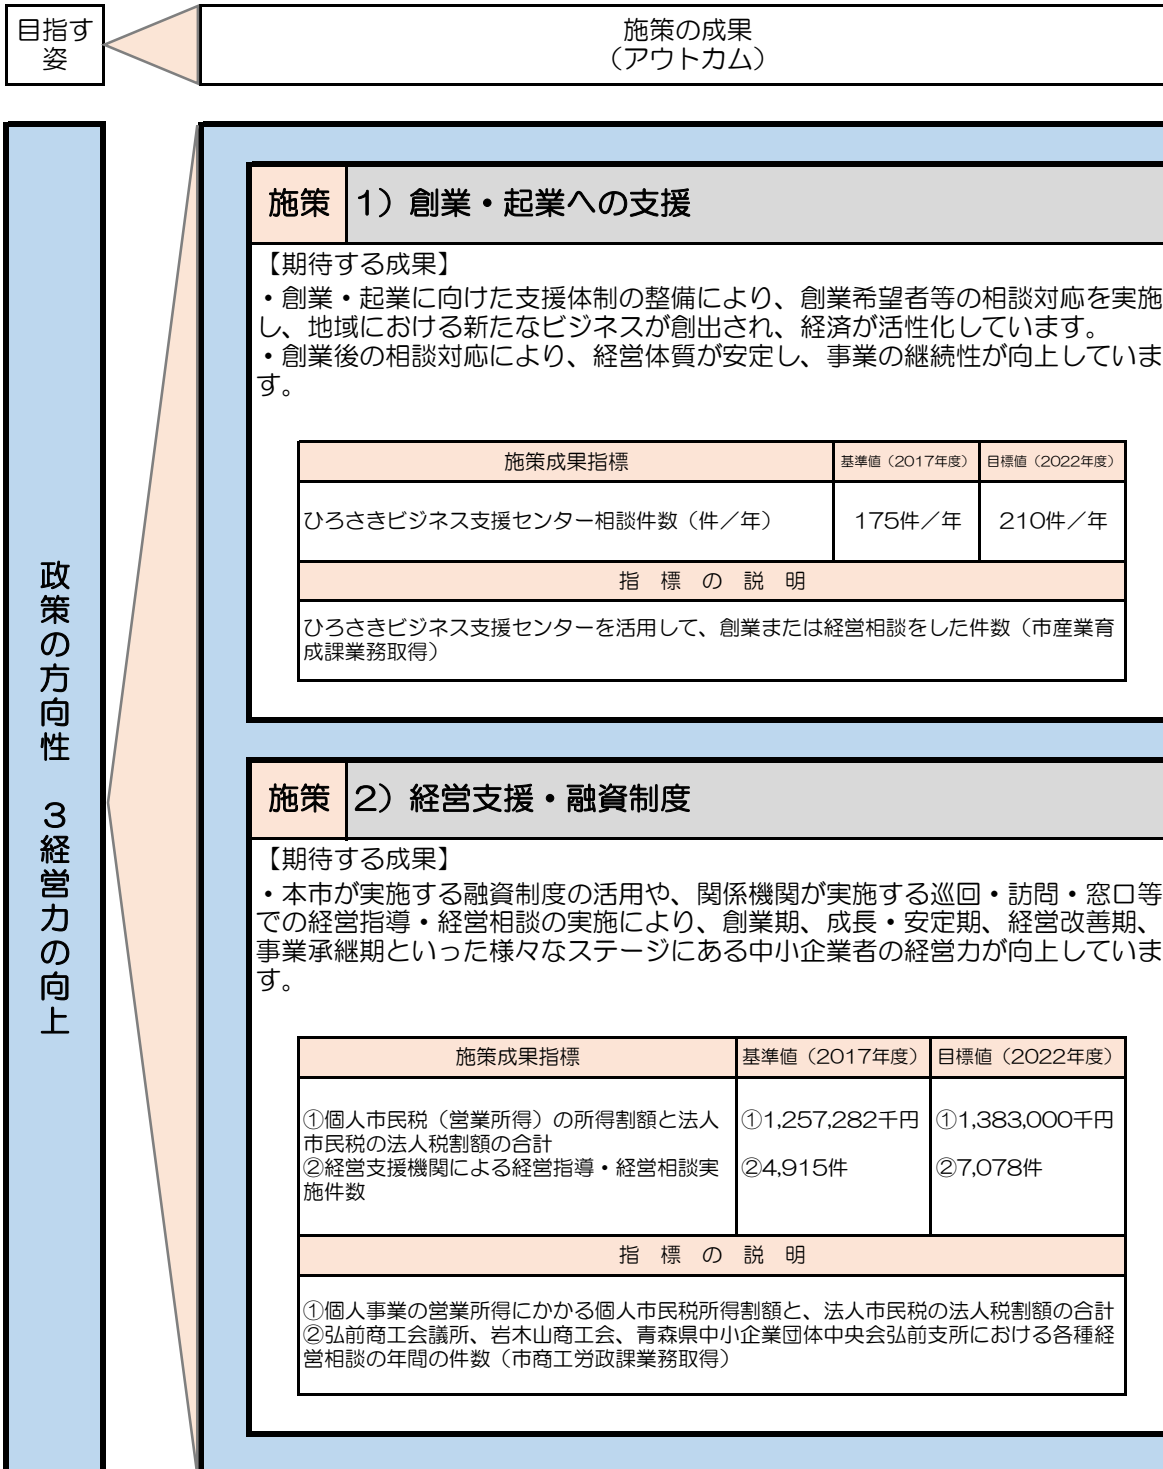 目指す
姿
施策の成果
（アウトカム）
政策の方向性　３経営力の向上
施策
１）創業・起業への支援
【期待する成果】
・創業・起業に向けた支援体制の整備により、創業希望者等の相談対応を実施
し、地域における新たなビジネスが創出され、経済が活性化しています。
・創業後の相談対応により、経営体質が安定し、事業の継続性が向上していま
す。
施策成果指標
基準値（2017年度）
目標値（2022年度）
ひろさきビジネス支援センター相談件数（件／年）
175件／年
210件／年
指　標　の　説　明
ひろさきビジネス支援センターを活用して、創業または経営相談をした件数（市産業育
成課業務取得）
施策
２）経営支援・融資制度
【期待する成果】
・本市が実施する融資制度の活用や、関係機関が実施する巡回・訪問・窓口等
での経営指導・経営相談の実施により、創業期、成長・安定期、経営改善期、
事業承継期といった様々なステージにある中小企業者の経営力が向上していま
す。
施策成果指標
基準値（2017年度）
目標値（2022年度）
①個人市民税（営業所得）の所得割額と法人
市民税の法人税割額の合計
②経営支援機関による経営指導・経営相談実
施件数
①1,257,282千円
②4,915件
①1,383,000千円
②7,078件
指　標　の　説　明
①個人事業の営業所得にかかる個人市民税所得割額と、法人市民税の法人税割額の合計
②弘前商工会議所、岩木山商工会、青森県中小企業団体中央会弘前支所における各種経
営相談の年間の件数（市商工労政課業務取得）